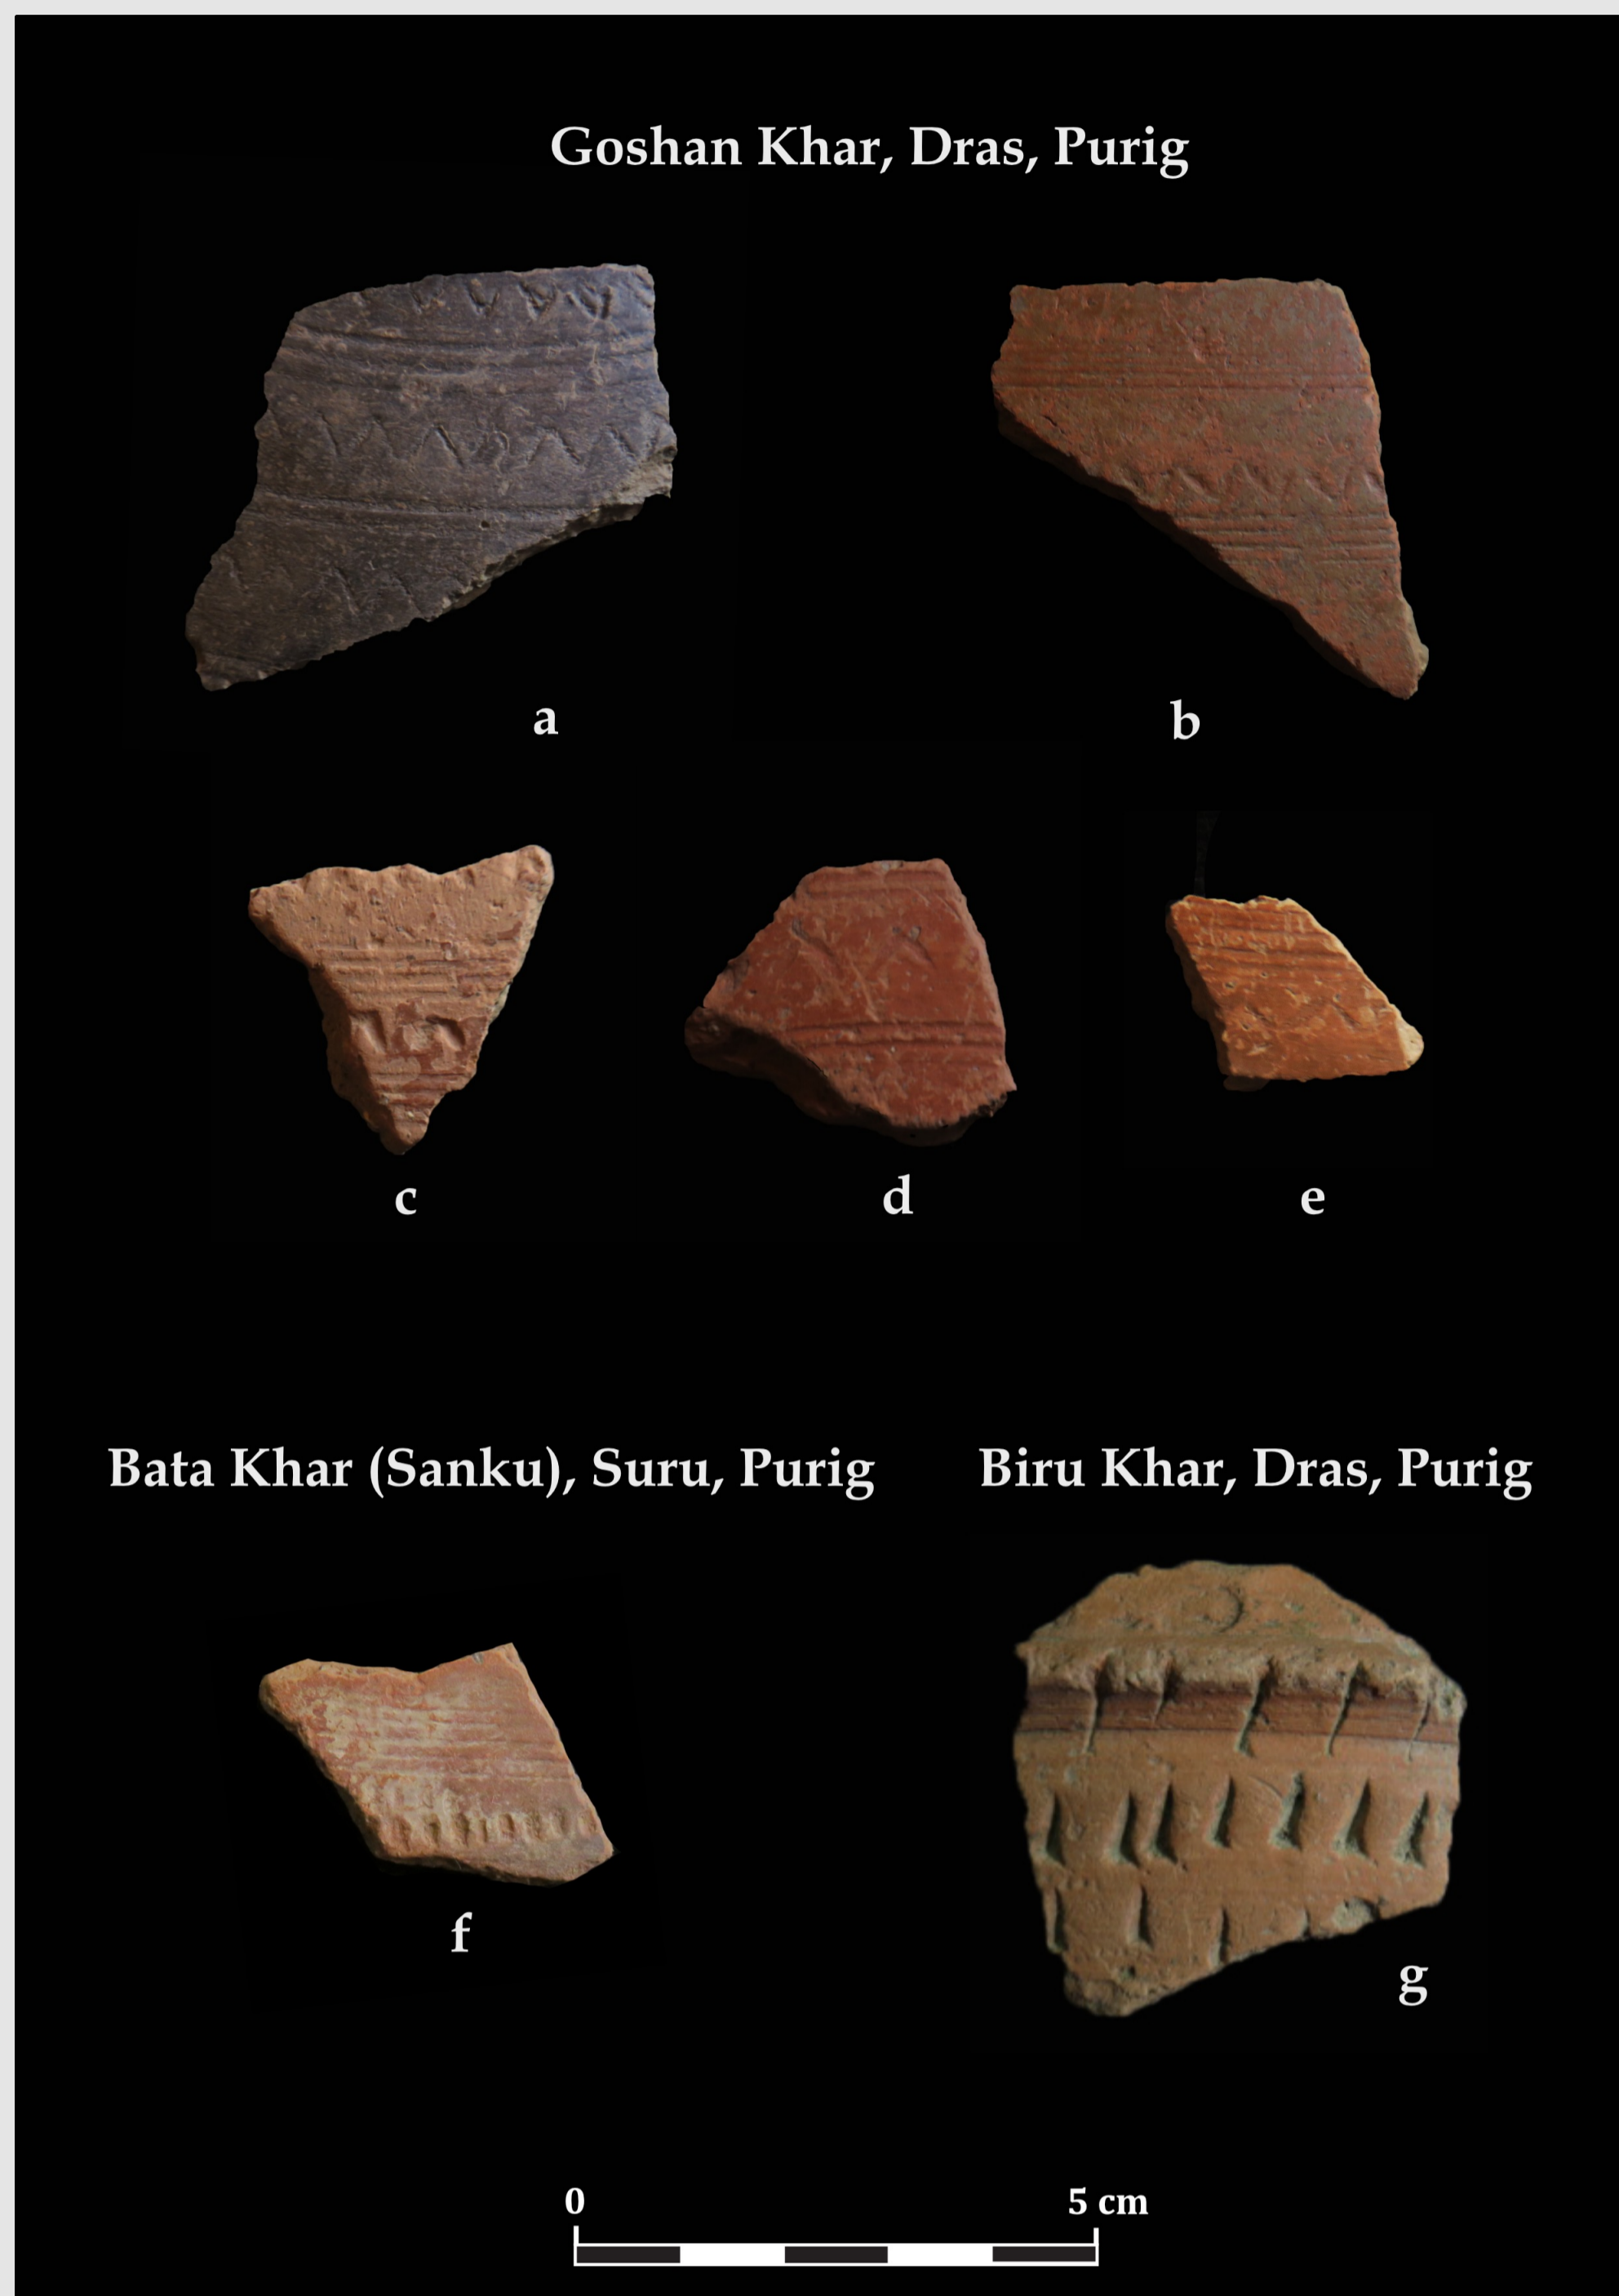 Goshan Khar, Dras, Purig
a
b
c
d
e
Bata Khar (Sanku), Suru, Purig
Biru Khar, Dras, Purig
f
g
0
5 cm